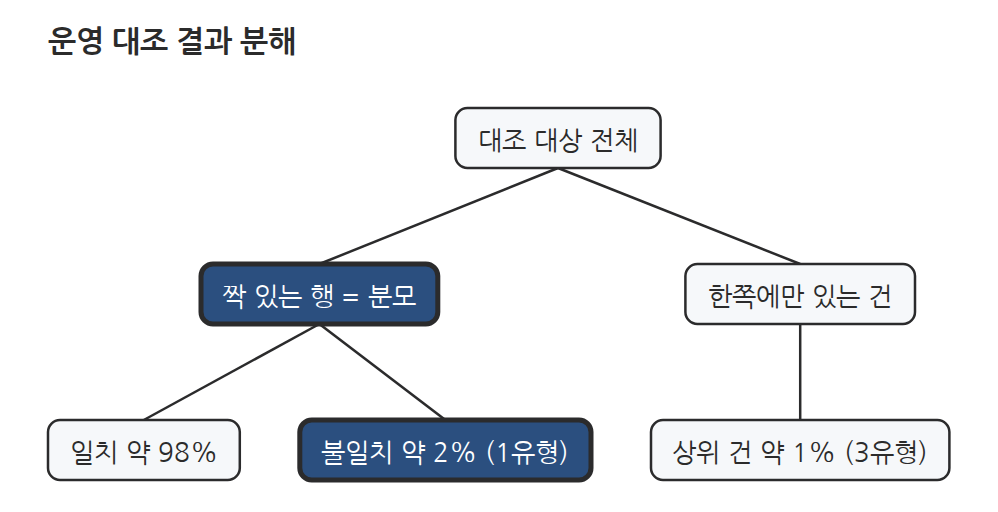 운영 대조 결과 분해
대조 대상 전체
짝 있는 행 = 분모
한쪽에만 있는 건
일치 약 98%
불일치 약 2% (1유형)
상위 건 약 1% (3유형)